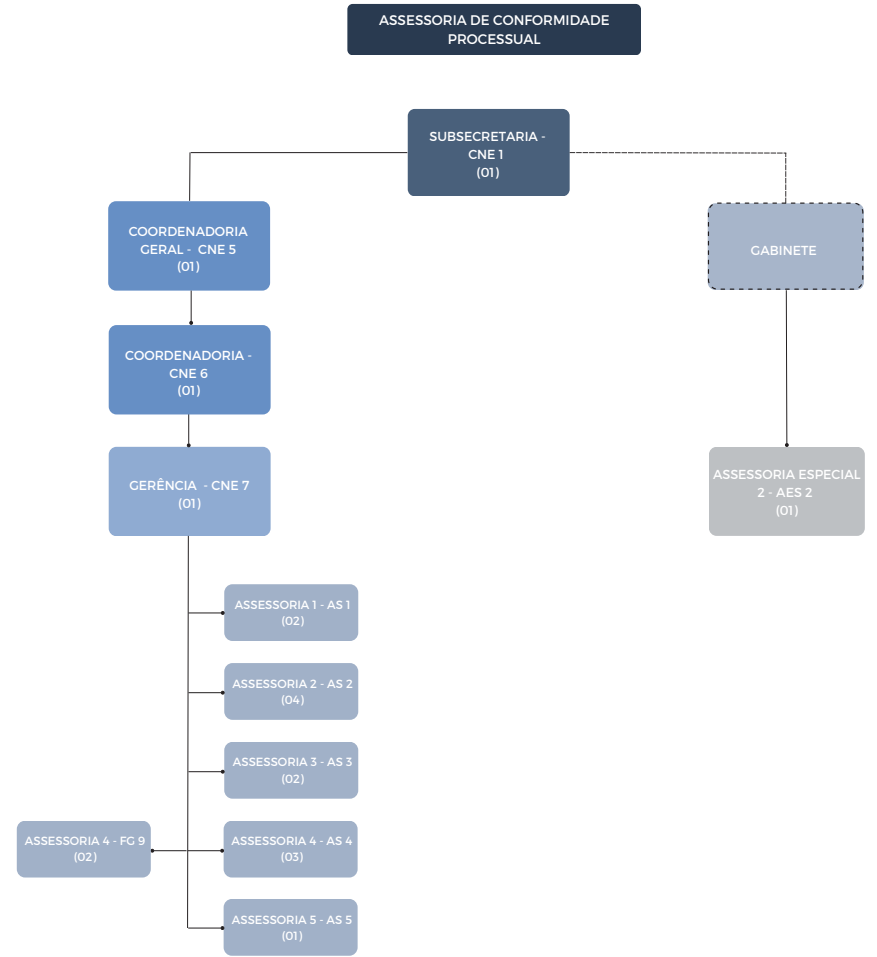 ASSESSORIA DE CONFORMIDADE
PROCESSUAL
SUBSECRETARIA -
CNE 1
(01)
COORDENADORIA
GERAL - CNE 5
(01)
GABINETE
COORDENADORIA -
CNE 6
(01)
GERÊNCIA - CNE 7
(01)
ASSESSORIA ESPECIAL
2 - AES 2
(01)
ASSESSORIA 1 - AS 1
(02)
ASSESSORIA 2 - AS 2
(04)
ASSESSORIA 3 - AS 3
(02)
ASSESSORIA 4 - FG 9
(02)
ASSESSORIA 4 - AS 4
(03)
ASSESSORIA 5 - AS 5
(01)